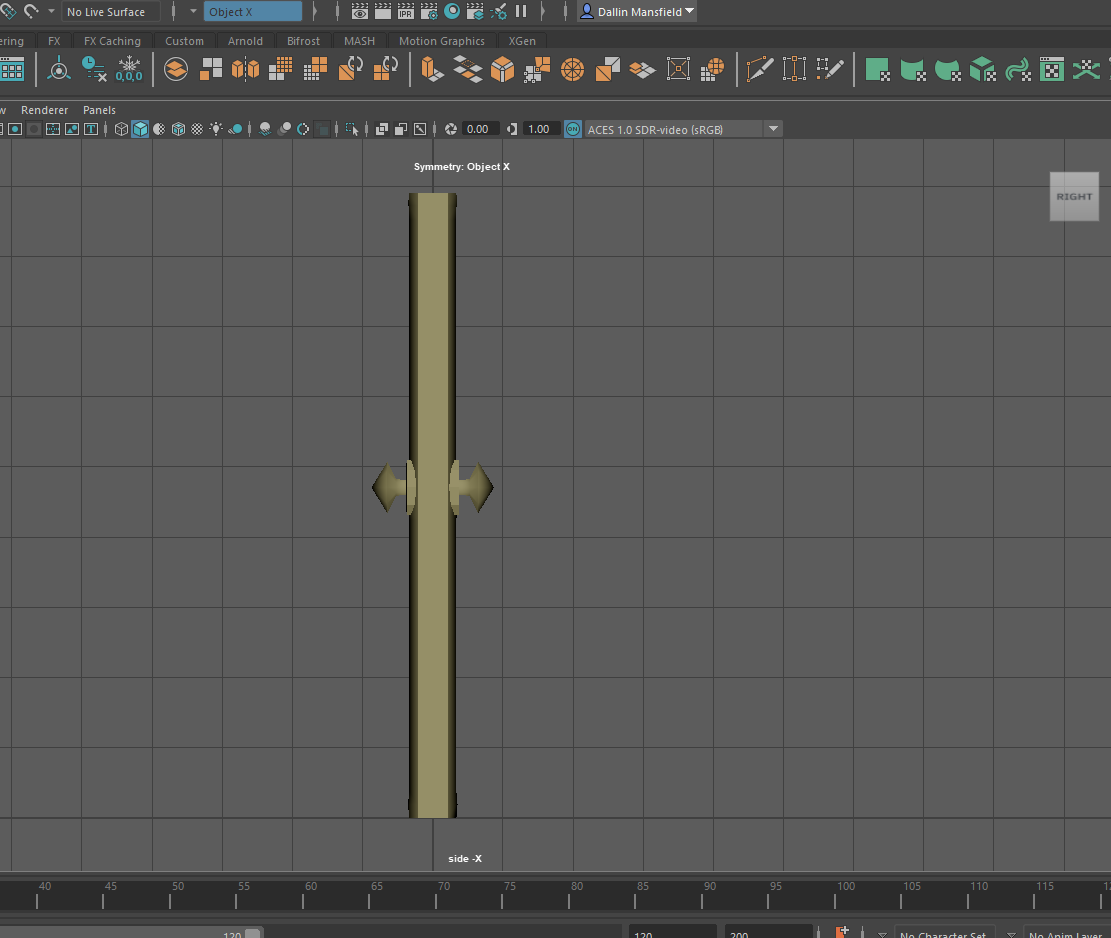 No Live Surface Object X IPR Dallin Mansfield
ering FX FX Caching Custom Arnold Bifrost MASH Motion Graphics XGen
0,0,0
w Renderer Panels
T 0.00 1.00 ON ACES 1.0 SDR-video (sRGB)
Symmetry: Object X
RIGHT
side -X
40 45 50 55 60 65 70 75 80 85 90 95 100 105 110 115
120 120 200 No Character Set No Anim Layer